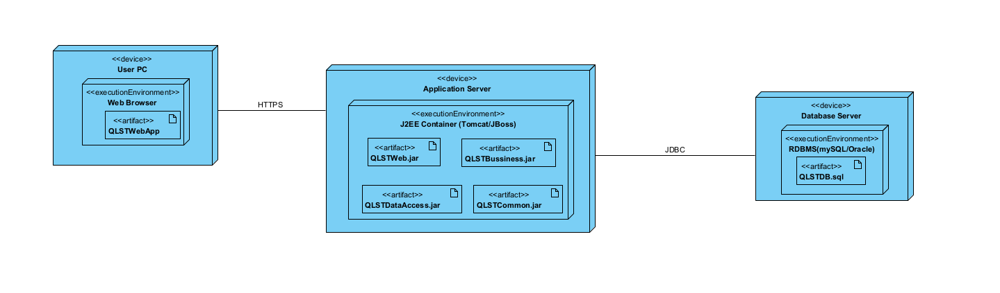 <<device>>
User PC
<<executionEnvironment>>
Web Browser
<<artifact>>
QLSTWebApp
HTTPS
<<device>>
Application Server
<<executionEnvironment>>
J2EE Container (Tomcat/JBoss)
<<artifact>>
QLSTWeb.jar
<<artifact>>
QLSTBussiness.jar
<<artifact>>
QLSTDataAccess.jar
<<artifact>>
QLSTCommon.jar
JDBC
<<device>>
Database Server
<<executionEnvironment>>
RDBMS(mySQL/Oracle)
<<artifact>>
QLSTDB.sql